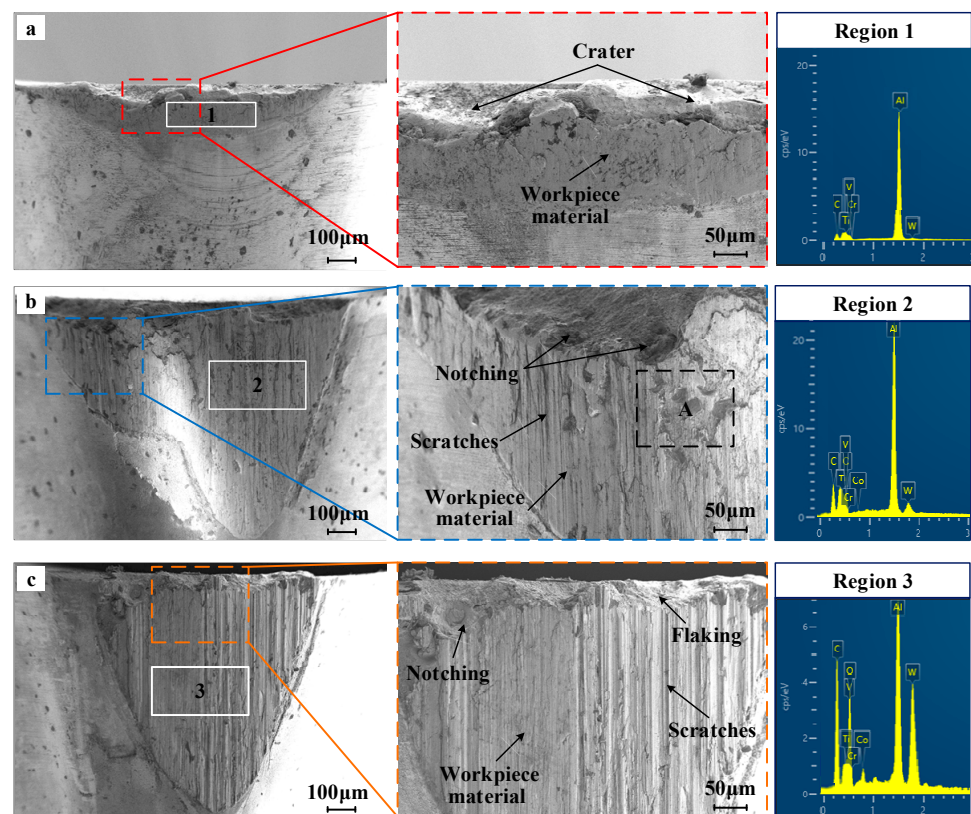 a
1
100μm
Crater
Workpiece
material
50μm
Region 1
20
10
0
cps/eV
Al
V
C
Cr
Ti
W
0
1
2
b
2
100μm
Notching
A
Scratches
Workpiece
material
50μm
Region 2
20
10
0
cps/eV
Al
V
C
Ti
Co
Cr
W
0
1
2
3
c
3
100μm
Notching
Flaking
Scratches
Workpiece
material
50μm
Region 3
6
4
2
0
cps/eV
Al
C
O
V
W
Ti
Co
Cr
0
1
2